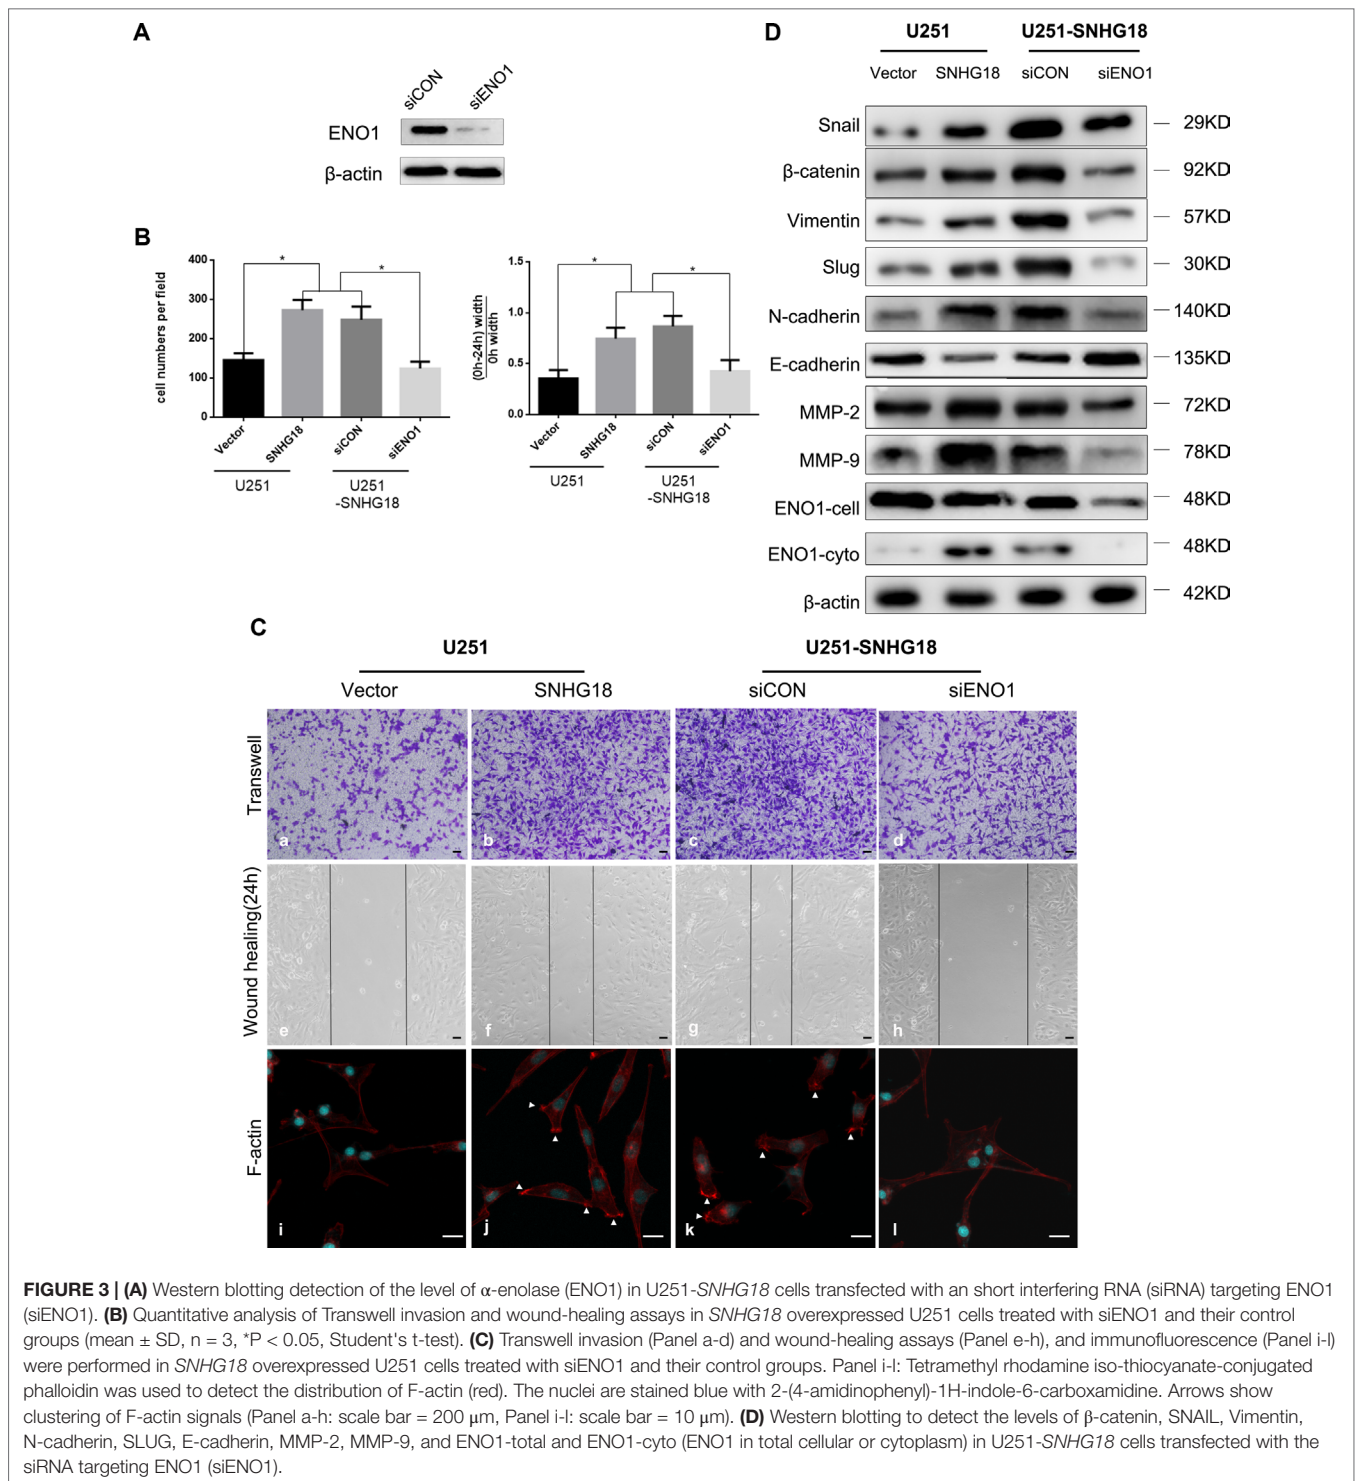 A
siCON siENO1
ENO1
β-actin
B
cell numbers per field
400
300
200
100
0
* *
Vector SNHG18 siCON siENO1
U251 U251
-SNHG18
(0h-24h) width
0h width
1.5
1.0
0.5
0.0
* *
Vector SNHG18 siCON siENO1
U251 U251
-SNHG18
D
U251 U251-SNHG18
Vector SNHG18 siCON siENO1
Snail 29KD
β-catenin 92KD
Vimentin 57KD
Slug 30KD
N-cadherin 140KD
E-cadherin 135KD
MMP-2 72KD
MMP-9 78KD
ENO1-cell 48KD
ENO1-cyto 48KD
β-actin 42KD
C
U251 U251-SNHG18
Vector SNHG18 siCON siENO1
Transwell
a b c d
Wound healing(24h)
e f g h
F-actin
i j k l
FIGURE 3 | (A) Western blotting detection of the level of α-enolase (ENO1) in U251-SNHG18 cells transfected with an short interfering RNA (siRNA) targeting ENO1
(siENO1). (B) Quantitative analysis of Transwell invasion and wound-healing assays in SNHG18 overexpressed U251 cells treated with siENO1 and their control
groups (mean ± SD, n = 3, *P < 0.05, Student's t-test). (C) Transwell invasion (Panel a-d) and wound-healing assays (Panel e-h), and immunofluorescence (Panel i-l)
were performed in SNHG18 overexpressed U251 cells treated with siENO1 and their control groups. Panel i-l: Tetramethyl rhodamine iso-thiocyanate-conjugated
phalloidin was used to detect the distribution of F-actin (red). The nuclei are stained blue with 2-(4-amidinophenyl)-1H-indole-6-carboxamidine. Arrows show
clustering of F-actin signals (Panel a-h: scale bar = 200 μm, Panel i-l: scale bar = 10 μm). (D) Western blotting to detect the levels of β-catenin, SNAIL, Vimentin,
N-cadherin, SLUG, E-cadherin, MMP-2, MMP-9, and ENO1-total and ENO1-cyto (ENO1 in total cellular or cytoplasm) in U251-SNHG18 cells transfected with the
siRNA targeting ENO1 (siENO1).